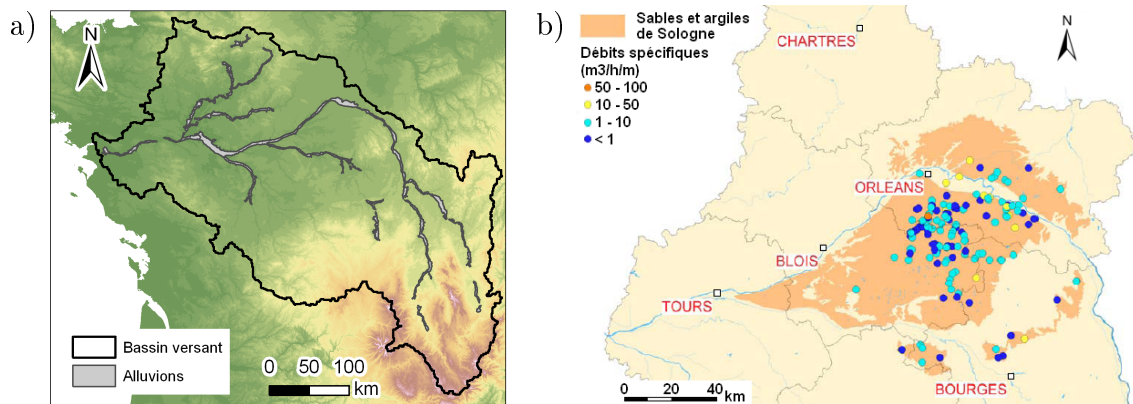 a)
N
Bassin versant
Alluvions
0 50 100
km
b)
Sables et argiles
de Sologne
Débits spécifiques
(m3/h/m)
50 - 100
10 - 50
1 - 10
< 1
N
CHARTRES
ORLEANS
BLOIS
TOURS
BOURGES
0 20 40
km